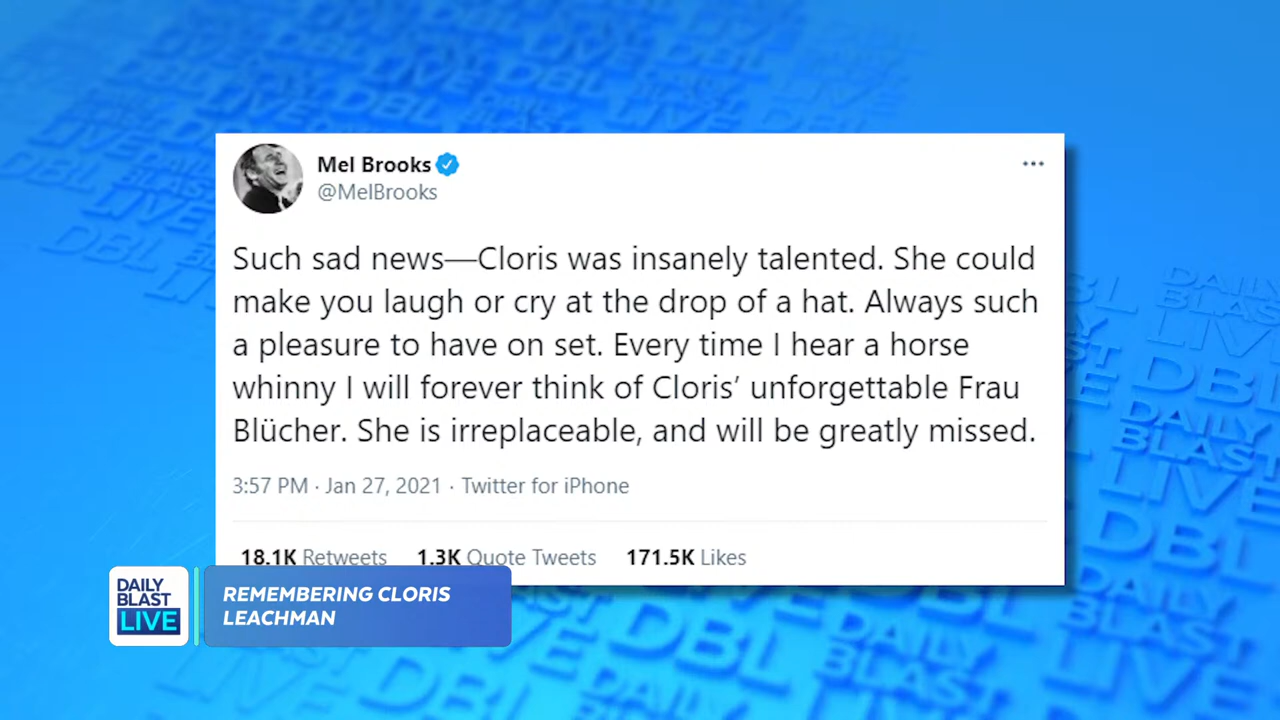 Mel Brooks
@MelBrooks
Such sad news—Cloris was insanely talented. She could
make you laugh or cry at the drop of a hat. Always such
a pleasure to have on set. Every time I hear a horse
whinny I will forever think of Cloris’ unforgettable Frau
Blücher. She is irreplaceable, and will be greatly missed.
3:57 PM · Jan 27, 2021 · Twitter for iPhone
18.1K Retweets 1.3K Quote Tweets 171.5K Likes
DAILY
BLAST
LIVE
REMEMBERING CLORIS
LEACHMAN